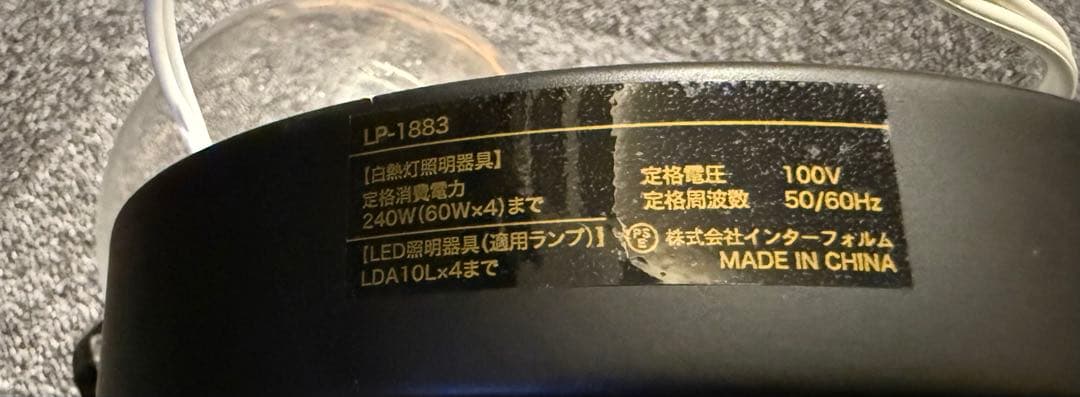 LP-1883
【白熱灯照明器具】
定格消費電力
240W(60W×4)まで
【LED照明器具(適用ランプ)】
LDA10L×4まで
定格電圧 100V
定格周波数 50/60Hz
PSE 株式会社インターフォルム
MADE IN CHINA